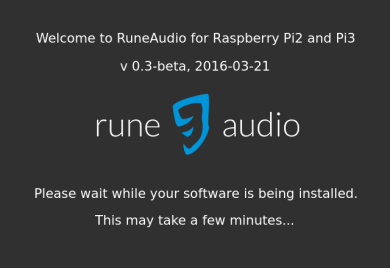 Welcome to RuneAudio for Raspberry Pi2 and Pi3
v 0.3-beta, 2016-03-21
rune audio
Please wait while your software is being installed.
This may take a few minutes...